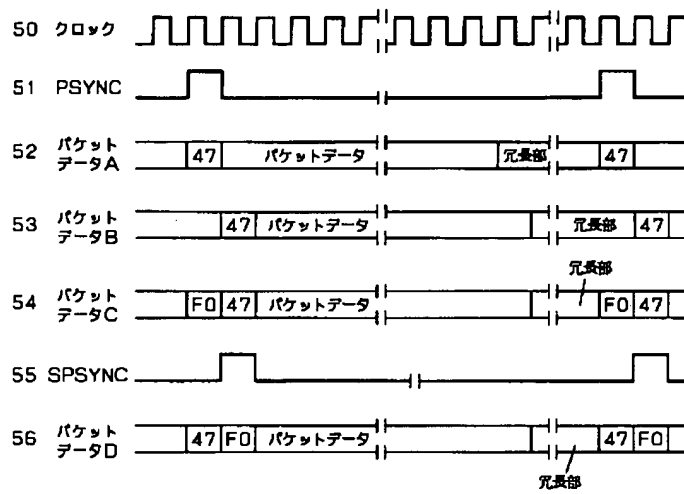 50 クロック
51 PSYNC
52 パケット
データA
47 パケットデータ 冗長部 47
53 パケット
データB
47 パケットデータ 冗長部 47
冗長部
54 パケット
データC
F0 47 パケットデータ F0 47
55 SPSYNC
56 パケット
データD
47 F0 パケットデータ 47 F0
冗長部